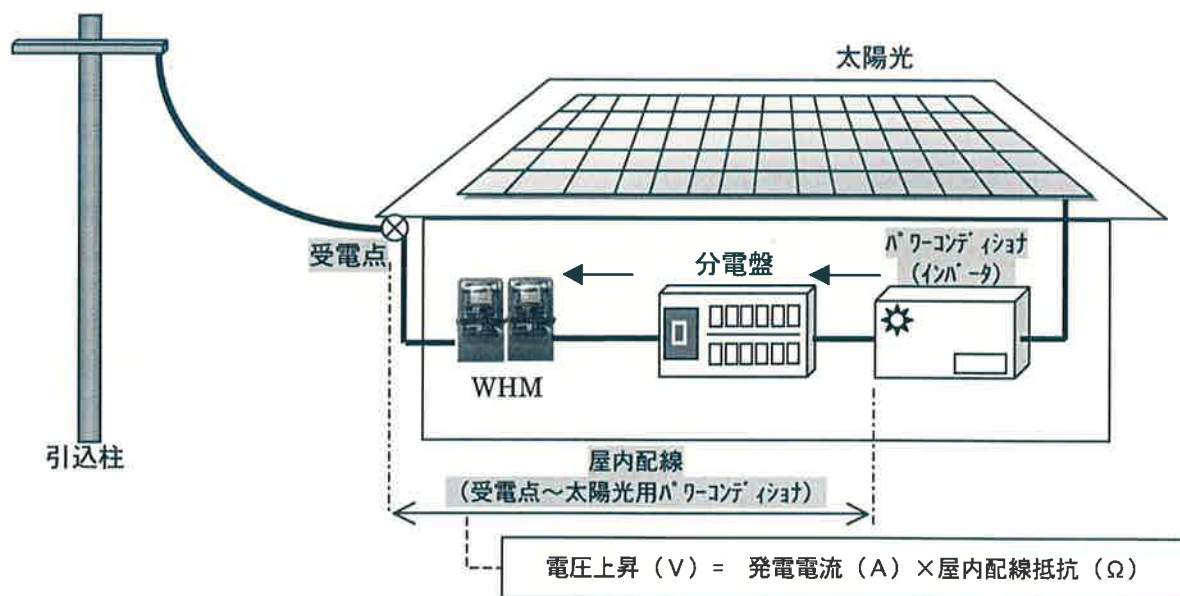 太陽光
受電点
パワーコンディショナ
(インバータ)
分電盤
WHM
引込柱
屋内配線
(受電点～太陽光用パワーコンディショナ)
電圧上昇(V)= 発電電流(A)×屋内配線抵抗(Ω)